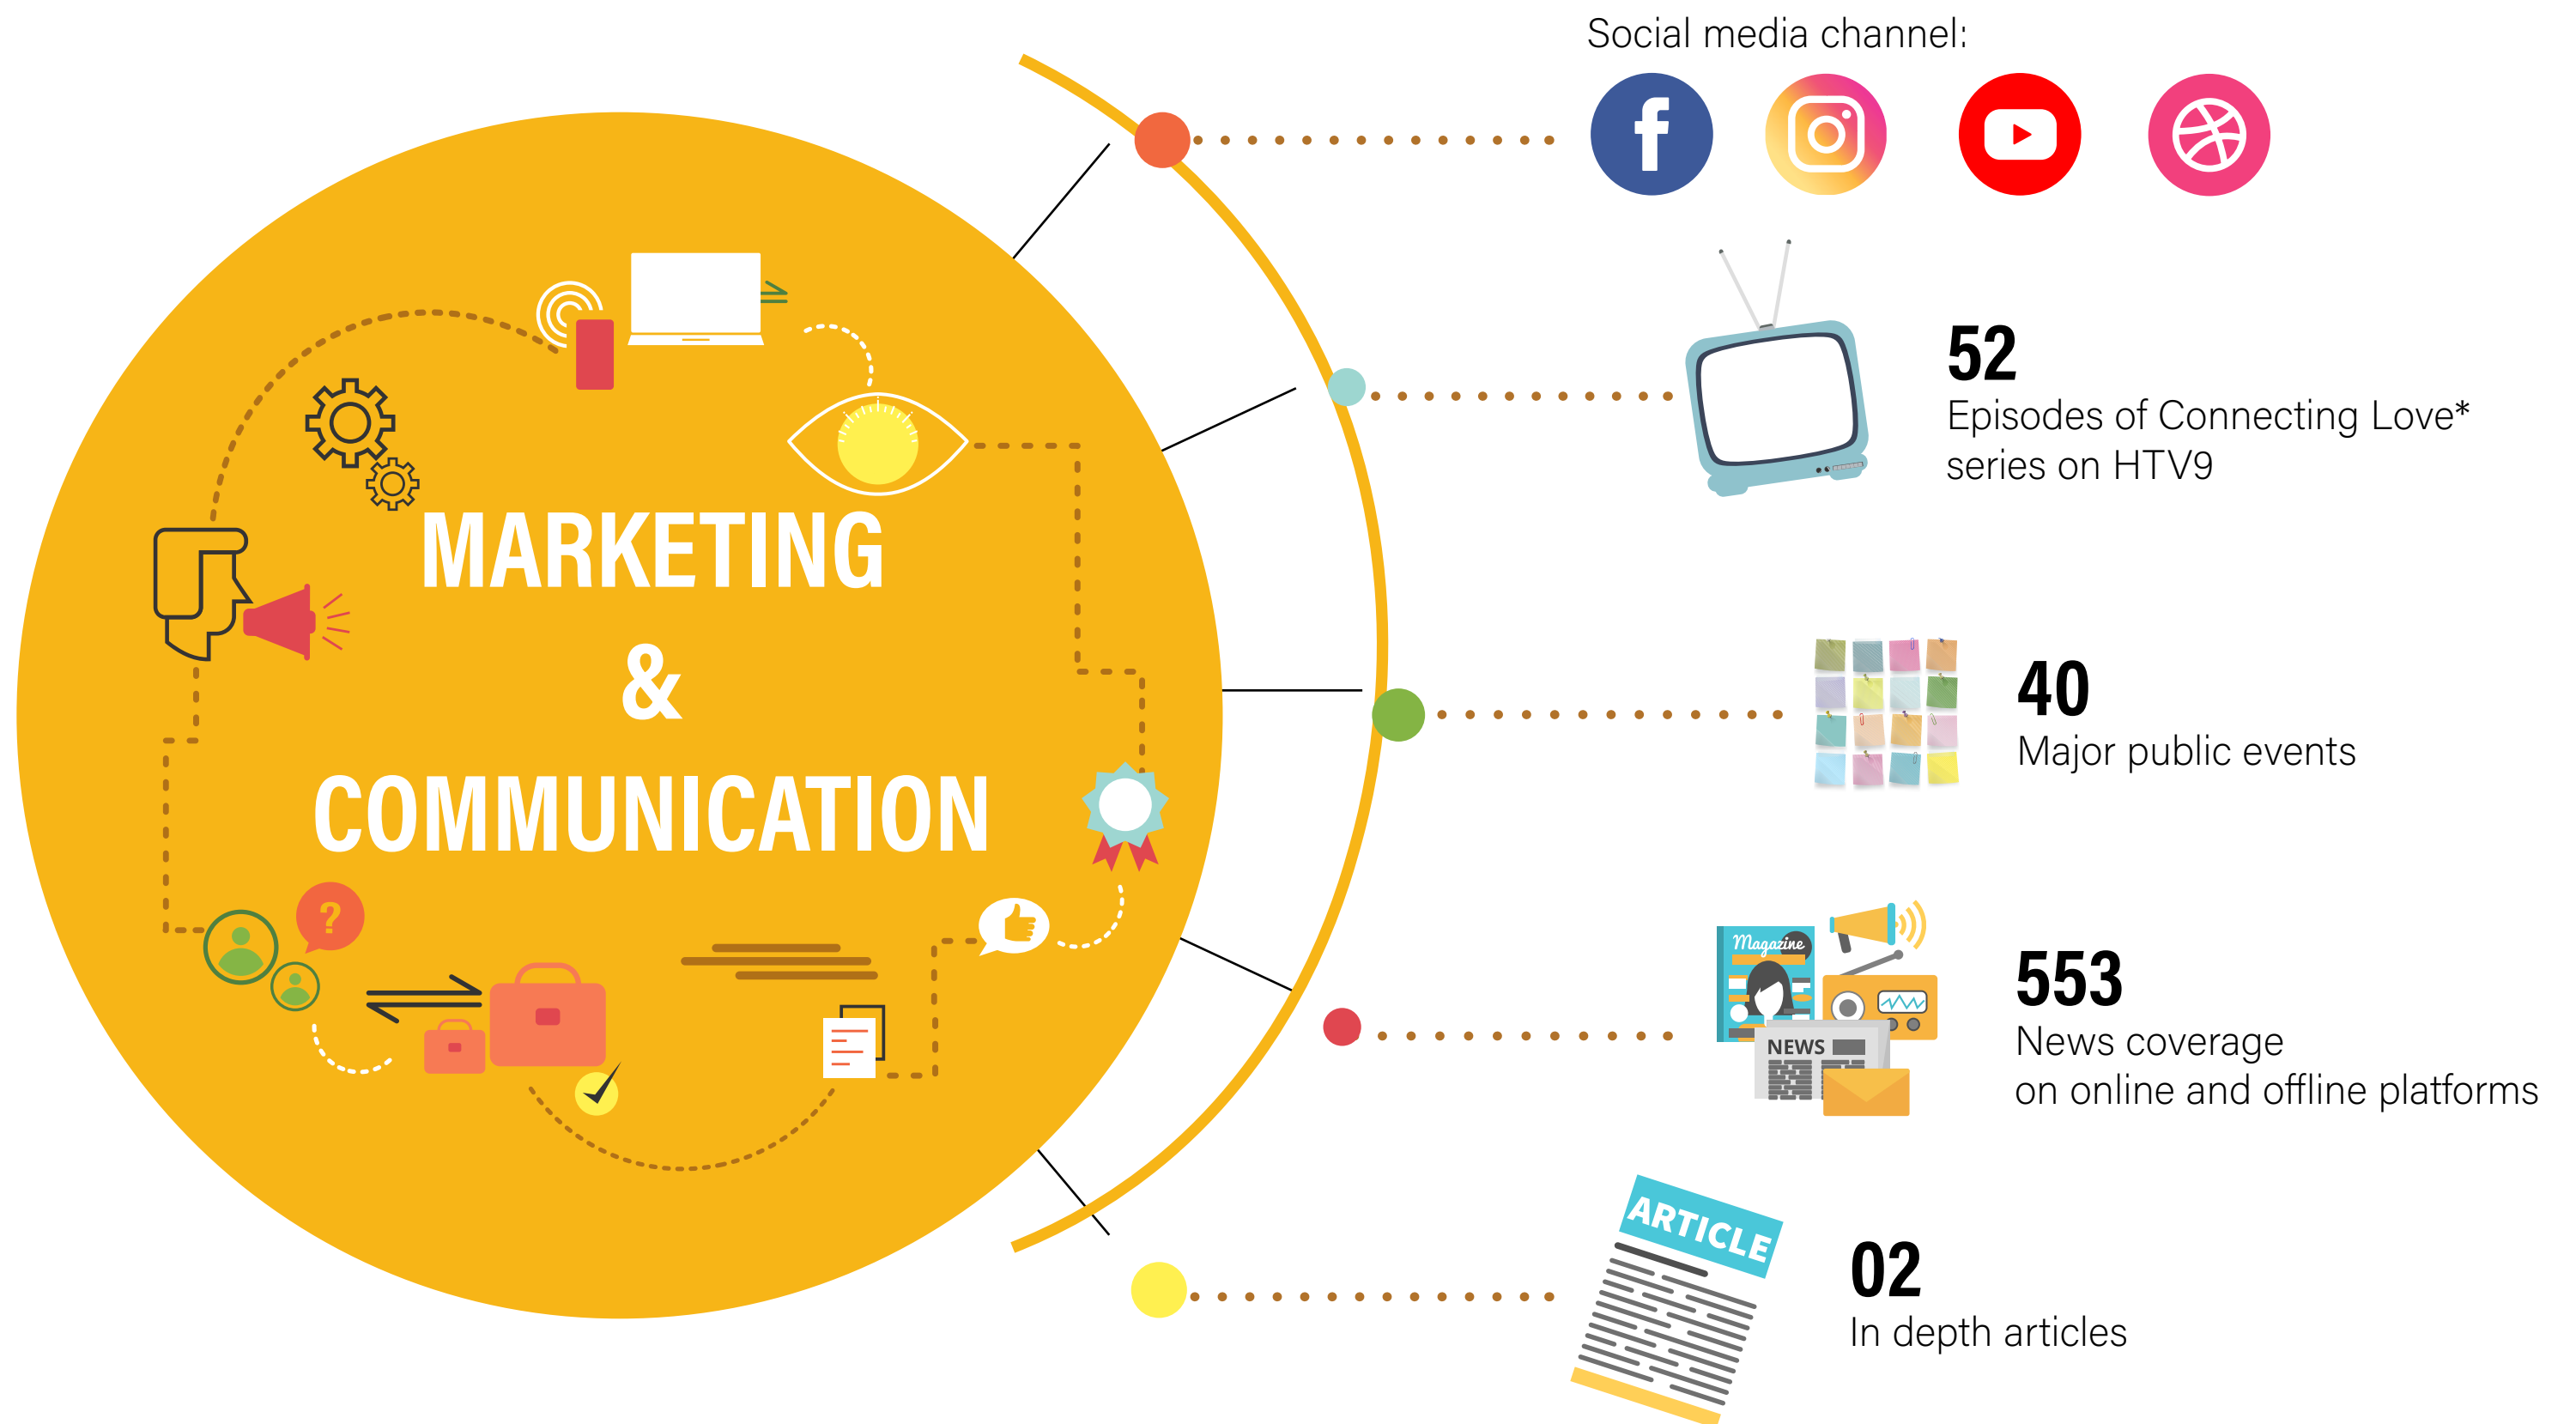 Social media channel:
MARKETING
&
COMMUNICATION
?
52
Episodes of Connecting Love*
series on HTV9
40
Major public events
Magazine
NEWS
553
News coverage
on online and offline platforms
ARTICLE
02
In depth articles